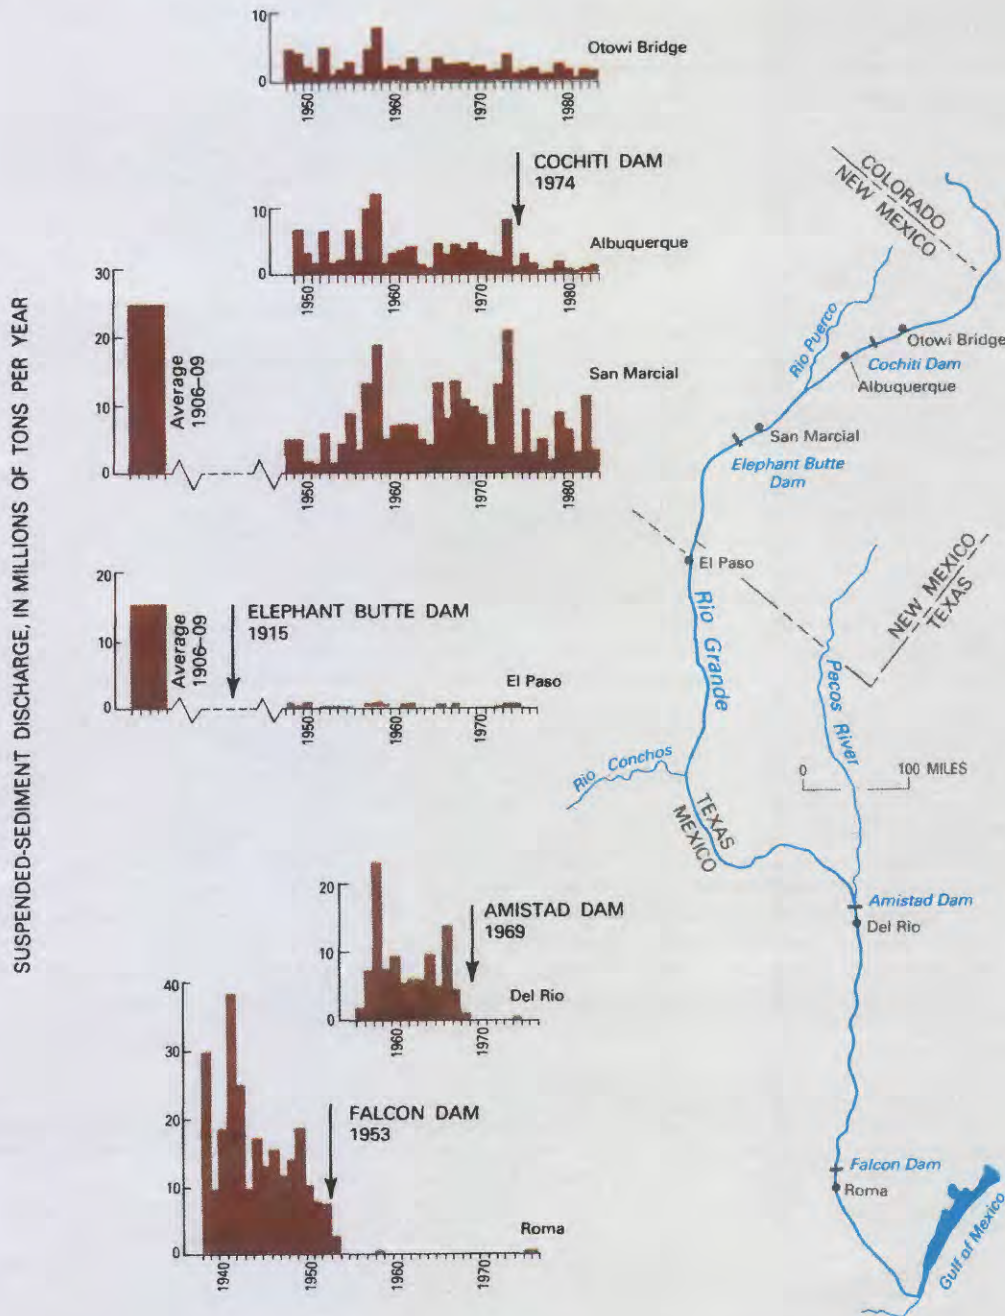 SUSPENDED-SEDIMENT DISCHARGE, IN MILLIONS OF TONS PER YEAR
10
0
Otowi Bridge
1950
1960
1970
1980
COCHITI DAM
1974
10
0
Albuquerque
1950
1960
1970
1980
30
20
10
0
Average
1906–09
San Marcial
1950
1960
1970
1980
20
10
0
Average
1906–09
ELEPHANT BUTTE DAM
1915
El Paso
1950
1960
1970
20
10
0
AMISTAD DAM
1969
Del Rio
1960
1970
40
30
20
10
0
FALCON DAM
1953
Roma
1940
1950
1960
1970
COLORADO
NEW MEXICO
Rio Puerco
Otowi Bridge
Cochiti Dam
Albuquerque
San Marcial
Elephant Butte
Dam
El Paso
Rio Grande
NEW MEXICO
TEXAS
Pecos River
Rio Conchos
0
100 MILES
TEXAS
MEXICO
Amistad Dam
Del Rio
Falcon Dam
Roma
Gulf of Mexico